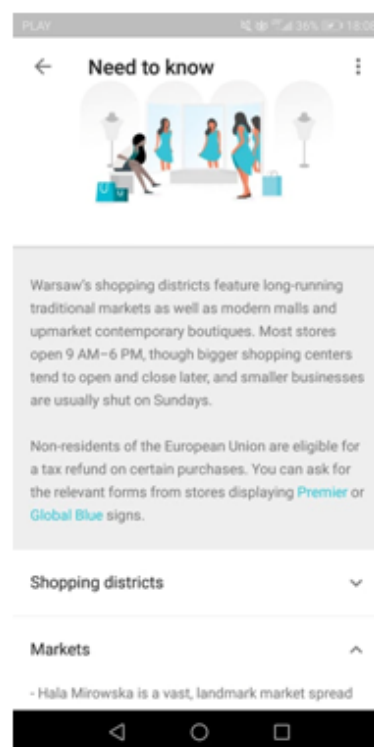 PLAY 36% 18:08
Need to know
Warsaw's shopping districts feature long-running
traditional markets as well as modern malls and
upmarket contemporary boutiques. Most stores
open 9 AM–6 PM, though bigger shopping centers
tend to open and close later, and smaller businesses
are usually shut on Sundays.
Non-residents of the European Union are eligible for
a tax refund on certain purchases. You can ask for
the relevant forms from stores displaying Premier or
Global Blue signs.
Shopping districts
Markets
- Hala Mirowska is a vast, landmark market spread